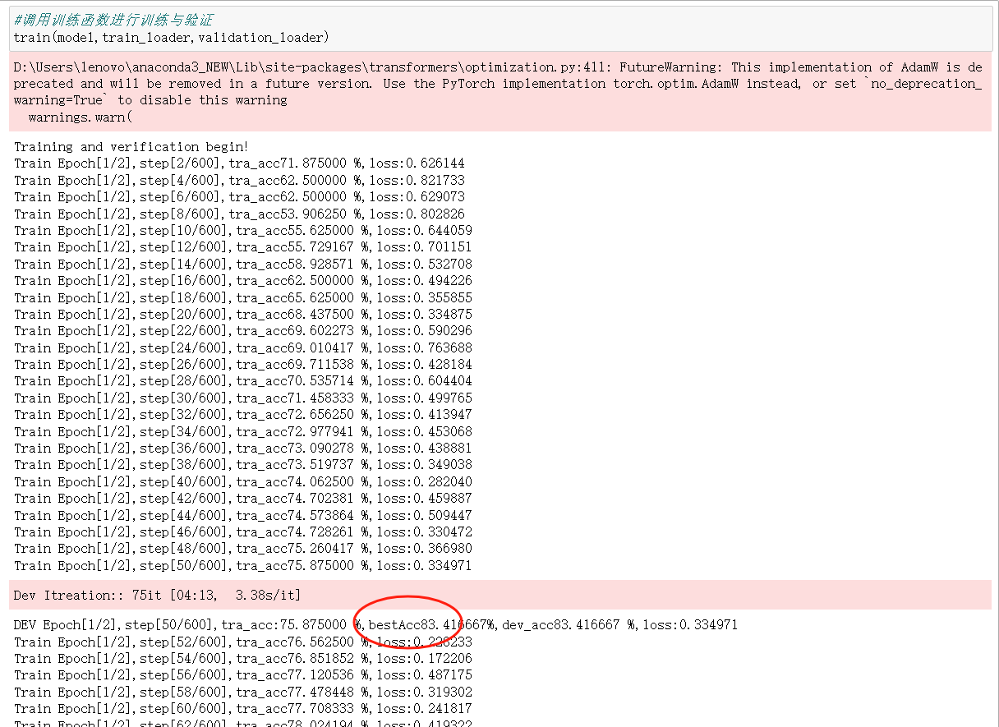 #调用训练函数进行训练与验证
train(model,train_loader,validation_loader)
D:\Users\lenovo\anaconda3_NEW\Lib\site-packages\transformers\optimization.py:411: FutureWarning: This implementation of AdamW is de
precated and will be removed in a future version. Use the PyTorch implementation torch.optim.AdamW instead, or set `no_deprecation_
warning=True` to disable this warning
  warnings.warn(
Training and verification begin!
Train Epoch[1/2],step[2/600],tra_acc71.875000 %,loss:0.626144
Train Epoch[1/2],step[4/600],tra_acc62.500000 %,loss:0.821733
Train Epoch[1/2],step[6/600],tra_acc62.500000 %,loss:0.629073
Train Epoch[1/2],step[8/600],tra_acc53.906250 %,loss:0.802826
Train Epoch[1/2],step[10/600],tra_acc55.625000 %,loss:0.644059
Train Epoch[1/2],step[12/600],tra_acc55.729167 %,loss:0.701151
Train Epoch[1/2],step[14/600],tra_acc58.928571 %,loss:0.532708
Train Epoch[1/2],step[16/600],tra_acc62.500000 %,loss:0.494226
Train Epoch[1/2],step[18/600],tra_acc65.625000 %,loss:0.355855
Train Epoch[1/2],step[20/600],tra_acc68.437500 %,loss:0.334875
Train Epoch[1/2],step[22/600],tra_acc69.602273 %,loss:0.590296
Train Epoch[1/2],step[24/600],tra_acc69.010417 %,loss:0.763688
Train Epoch[1/2],step[26/600],tra_acc69.711538 %,loss:0.428184
Train Epoch[1/2],step[28/600],tra_acc70.535714 %,loss:0.604404
Train Epoch[1/2],step[30/600],tra_acc71.458333 %,loss:0.499765
Train Epoch[1/2],step[32/600],tra_acc72.656250 %,loss:0.413947
Train Epoch[1/2],step[34/600],tra_acc72.977941 %,loss:0.453068
Train Epoch[1/2],step[36/600],tra_acc73.090278 %,loss:0.438881
Train Epoch[1/2],step[38/600],tra_acc73.519737 %,loss:0.349038
Train Epoch[1/2],step[40/600],tra_acc74.062500 %,loss:0.282040
Train Epoch[1/2],step[42/600],tra_acc74.702381 %,loss:0.459887
Train Epoch[1/2],step[44/600],tra_acc74.573864 %,loss:0.509447
Train Epoch[1/2],step[46/600],tra_acc74.728261 %,loss:0.330472
Train Epoch[1/2],step[48/600],tra_acc75.260417 %,loss:0.366980
Train Epoch[1/2],step[50/600],tra_acc75.875000 %,loss:0.334971
Dev Itreation:: 75it [04:13,  3.38s/it]
DEV Epoch[1/2],step[50/600],tra_acc:75.875000 %,bestAcc83.416667%,dev_acc83.416667 %,loss:0.334971
Train Epoch[1/2],step[52/600],tra_acc76.562500 %,loss:0.226233
Train Epoch[1/2],step[54/600],tra_acc76.851852 %,loss:0.172206
Train Epoch[1/2],step[56/600],tra_acc77.120536 %,loss:0.487175
Train Epoch[1/2],step[58/600],tra_acc77.478448 %,loss:0.319302
Train Epoch[1/2],step[60/600],tra_acc77.708333 %,loss:0.241817
Train Epoch[1/2],step[62/600],tra_acc78.024194 %,loss:0.419322